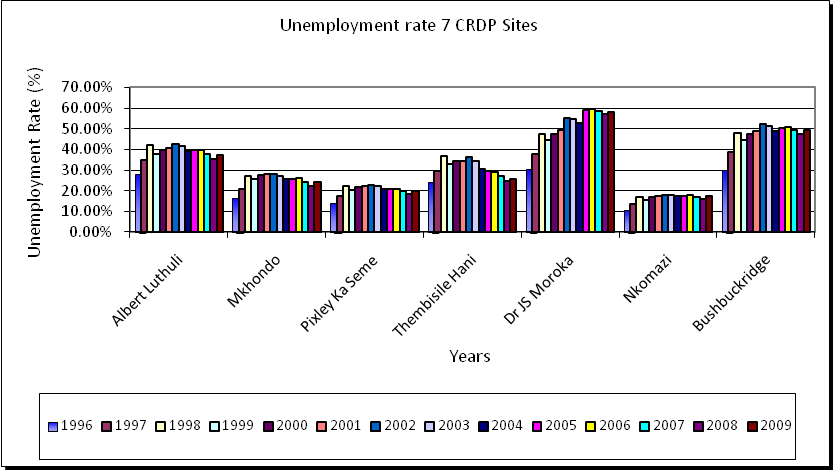 Unemployment rate 7 CRDP Sites
Unemployment Rate (%)
70.00%
60.00%
50.00%
40.00%
30.00%
20.00%
10.00%
0.00%
Albert Luthuli
Mkhondo
Pixley Ka Seme
Thembisile Hani
Dr JS Moroka
Nkomazi
Bushbuckridge
Years
1996 1997 1998 1999 2000 2001 2002 2003 2004 2005 2006 2007 2008 2009